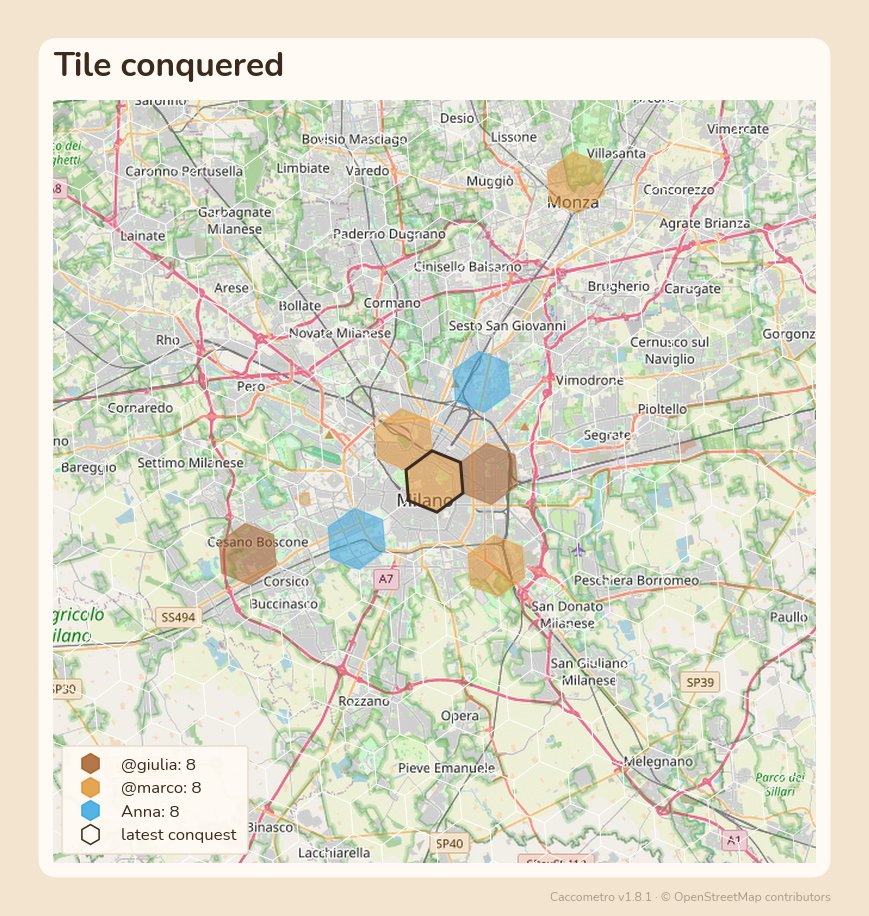 Tile conquered
Desio
Vimercate
Lissone
Bovisio Masciago
Villasanta
Limbiate
Varedo
Caronno Pertusella
Muggiò
Concorezzo
Monza
Garbagnate
Milanese
Agrate Brianza
Lainate
Paderno Dugnano
Cinisello Balsamo
Arese
Brugherio
Carugate
Bollate
Cormano
Novate Milanese
Sesto San Giovanni
Rho
Cernusco sul
Naviglio
Pero
Vimodrone
Cornaredo
Pioltello
Segrate
Bareggio
Settimo Milanese
Milano
Cesano Boscone
A7
Corsico
Peschiera Borromeo
Buccinasco
San Donato
Milanese
SS494
Paullo
San Giuliano
Milanese
SP39
Rozzano
Opera
Pieve Emanuele
Melegnano
@giulia: 8
@marco: 8
Anna: 8
latest conquest
Binasco
A1
SP40
Lacchiarella
Caccometro v1.8.1 · © OpenStreetMap contributors